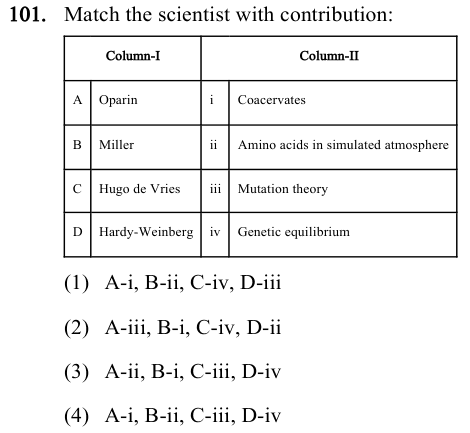 101. Match the scientist with contribution:
Column-I Column-II
A Oparin i Coacervates
B Miller ii Amino acids in simulated atmosphere
C Hugo de Vries iii Mutation theory
D Hardy-Weinberg iv Genetic equilibrium
(1) A-i, B-ii, C-iv, D-iii
(2) A-iii, B-i, C-iv, D-ii
(3) A-ii, B-i, C-iii, D-iv
(4) A-i, B-ii, C-iii, D-iv